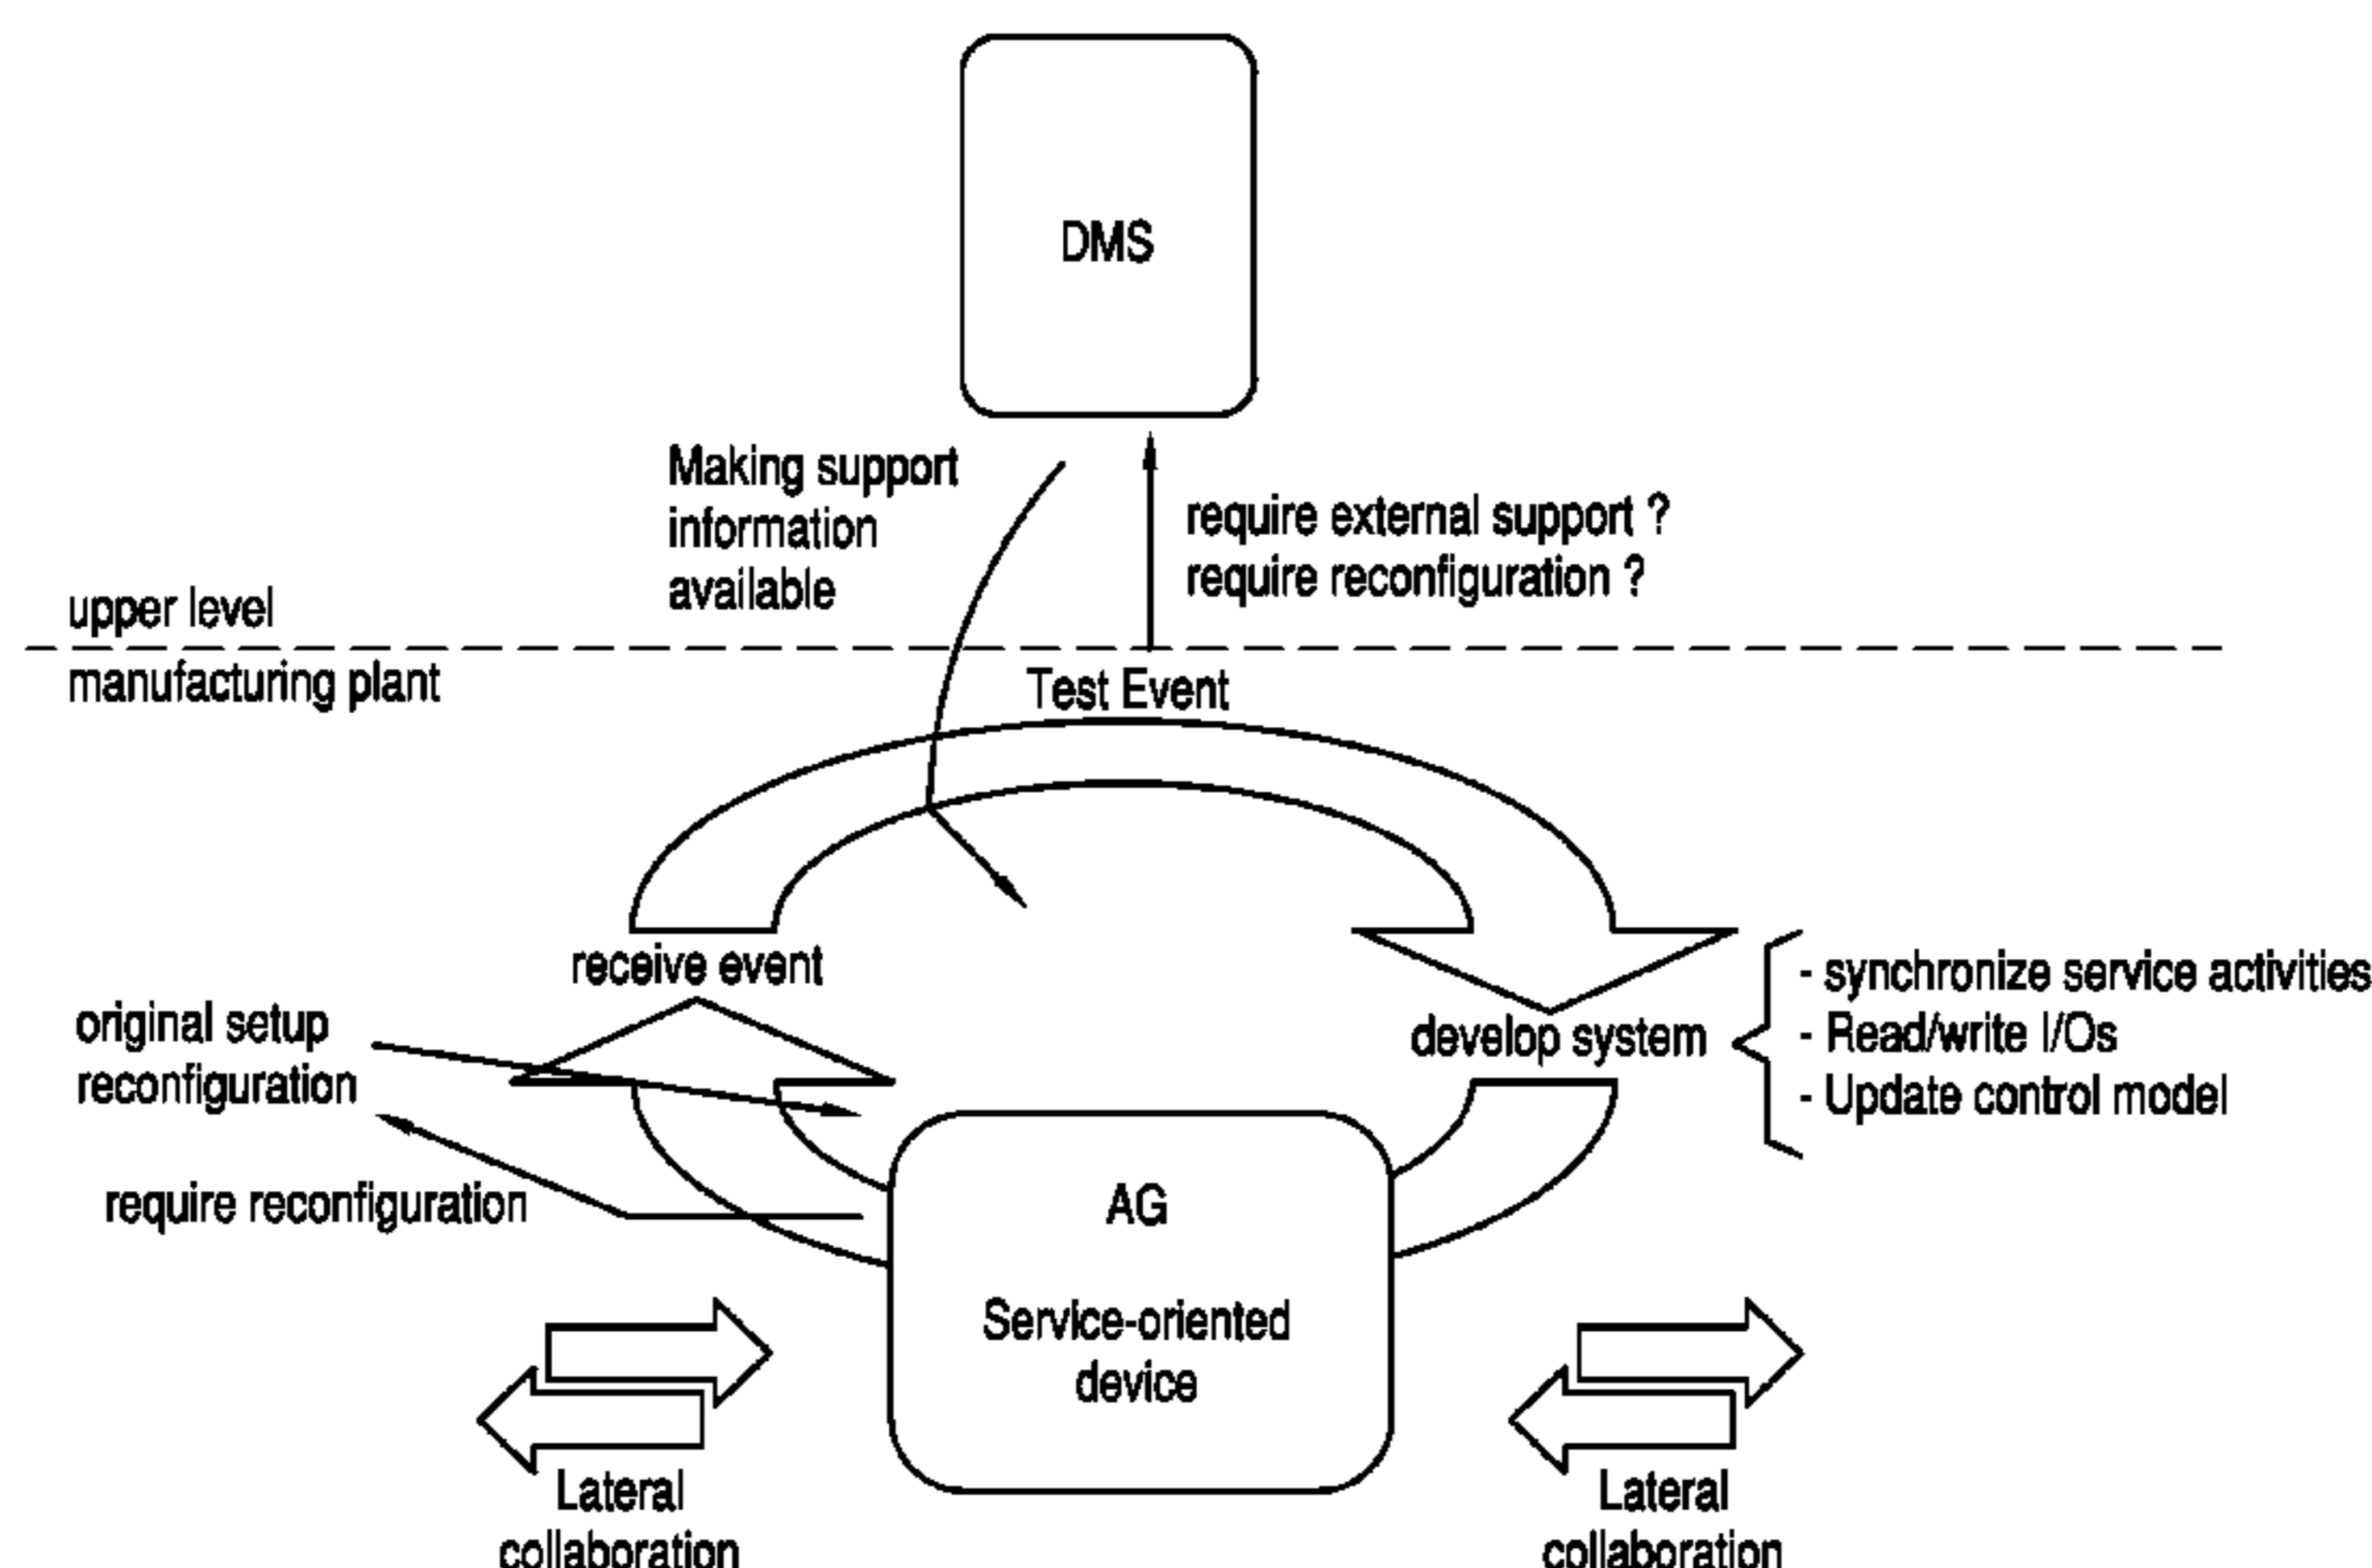 DMS
Making support
information
available
require external support ?
require reconfiguration ?
upper level
manufacturing plant
Test Event
receive event
original setup
reconfiguration
develop system
- synchronize service activities
- Read/write I/Os
- Update control model
require reconfiguration
AG
Service-oriented
device
Lateral
collaboration
Lateral
collaboration